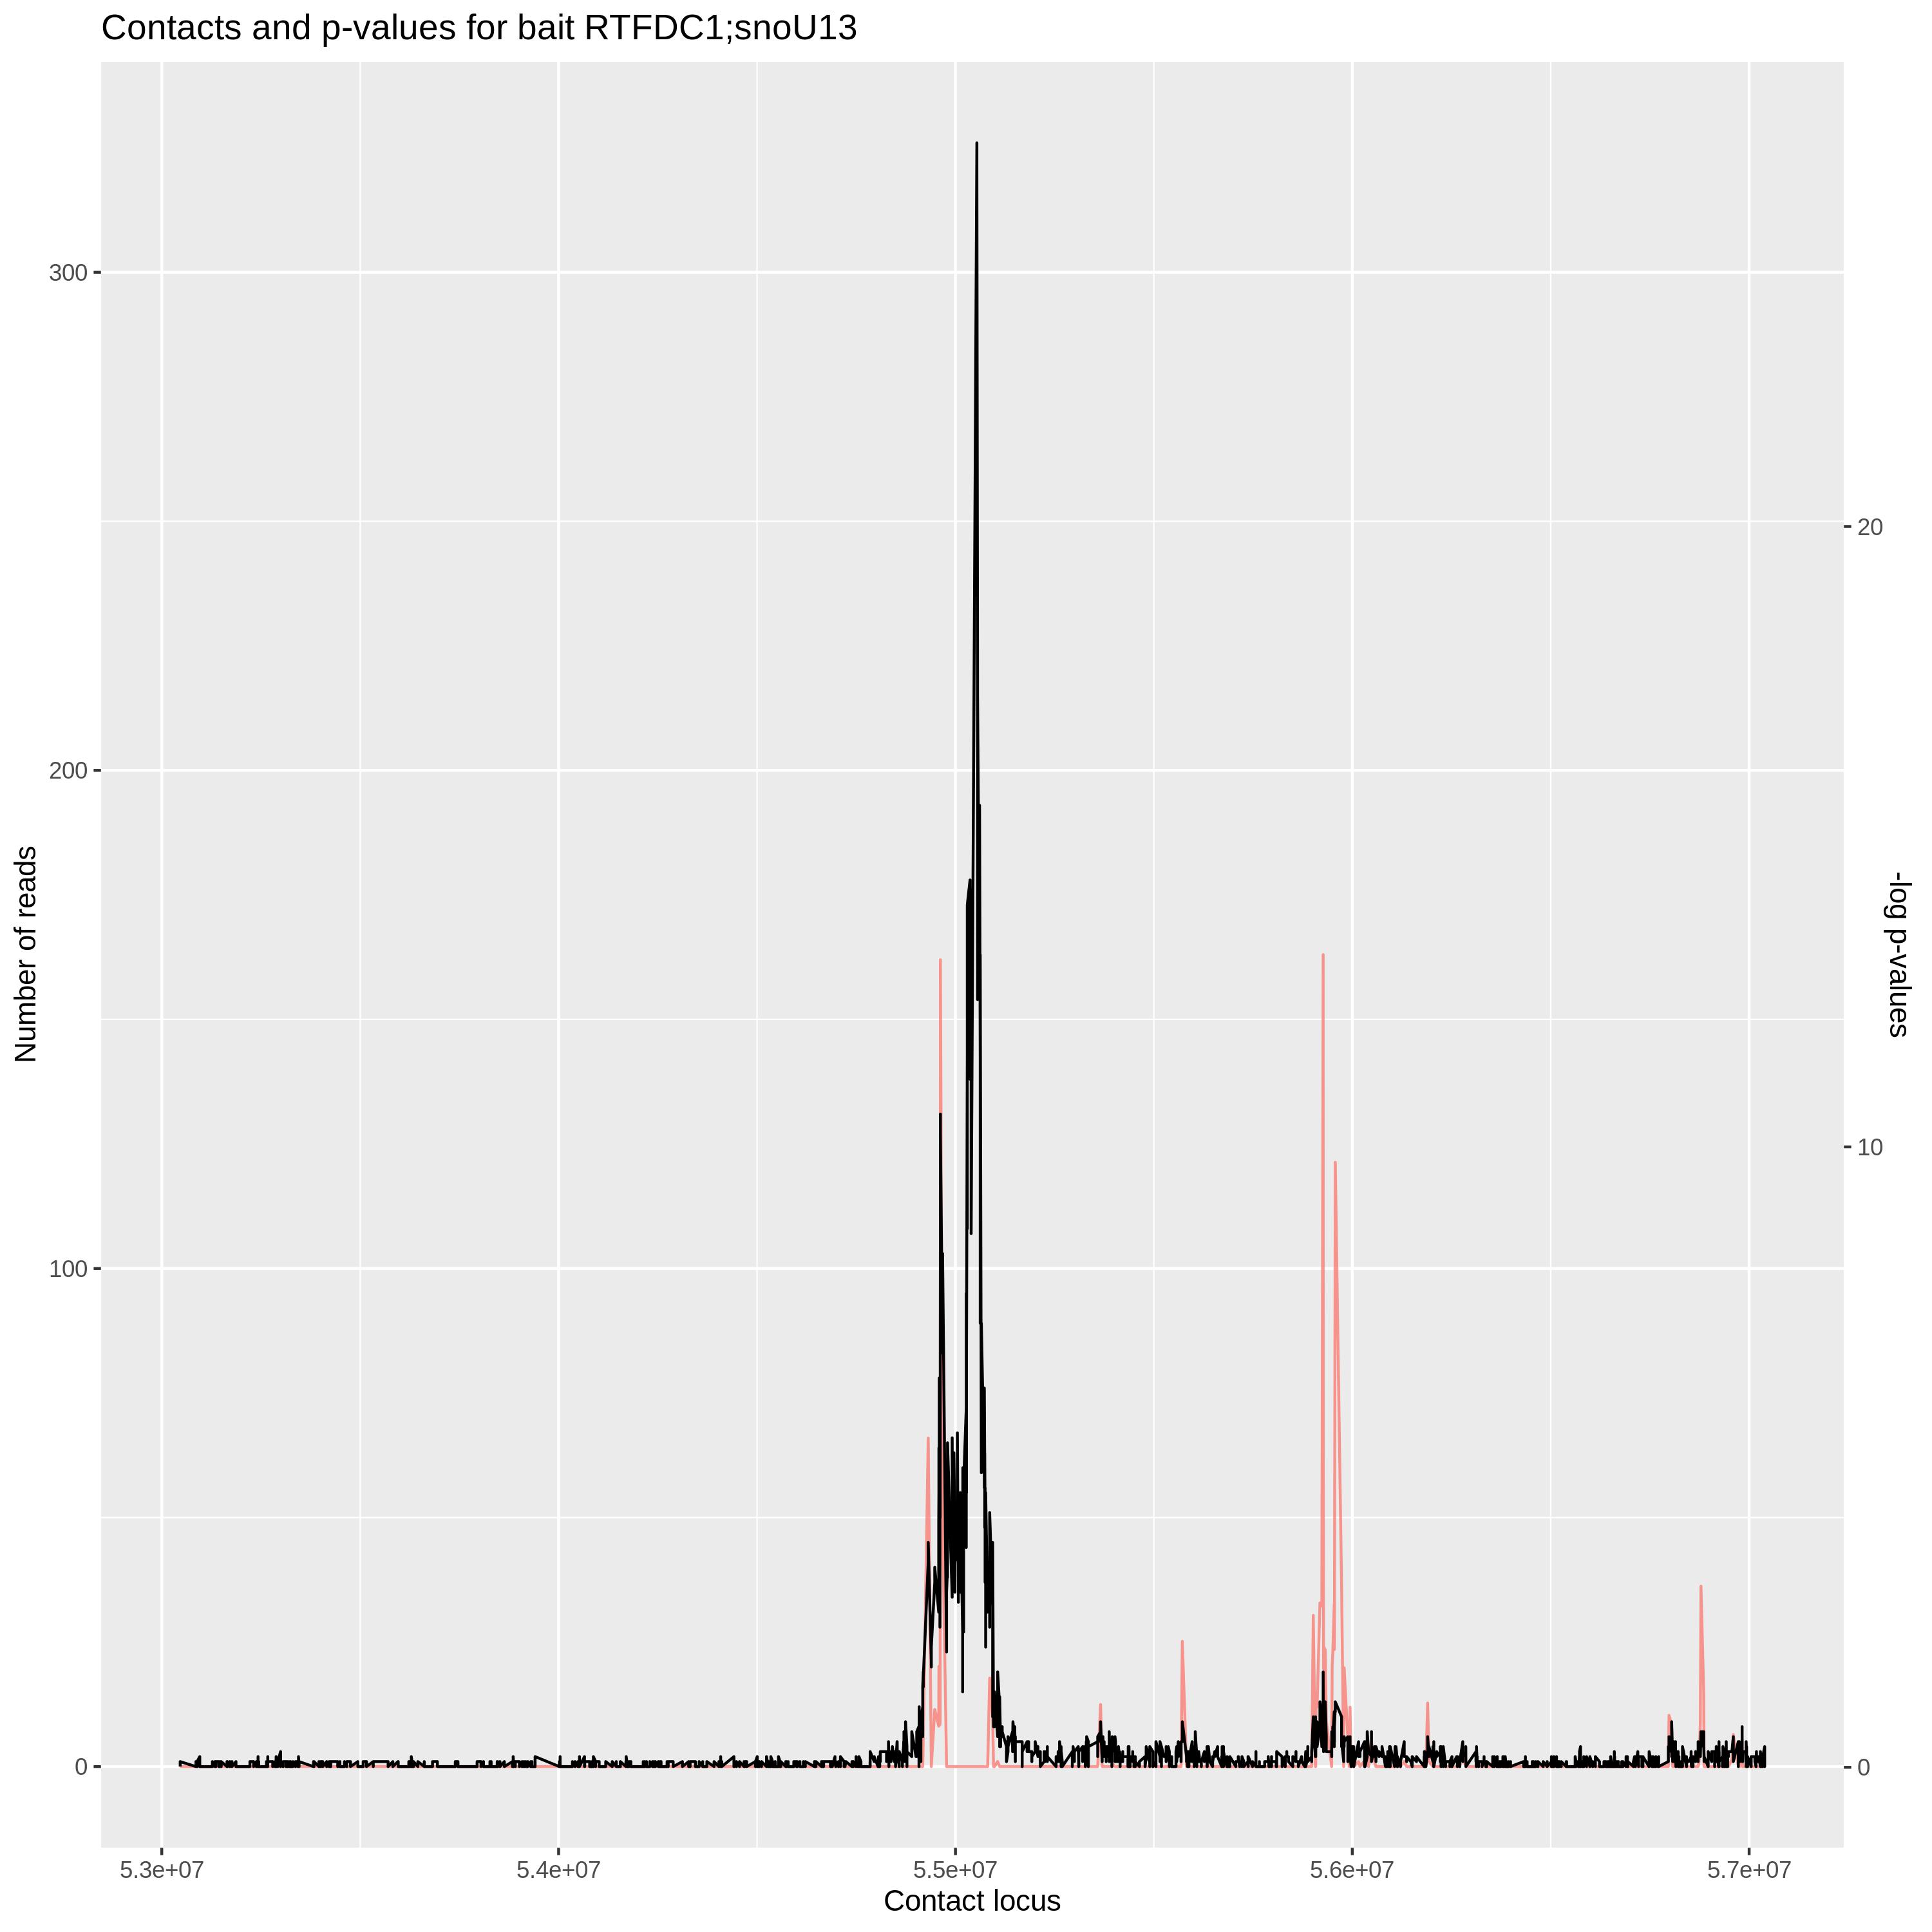 Contacts and p-values for bait RTFDC1;snoU13
300
200
100
0
Number of reads
20
10
0
-log p-values
5.3e+07
5.4e+07
5.5e+07
5.6e+07
5.7e+07
Contact locus